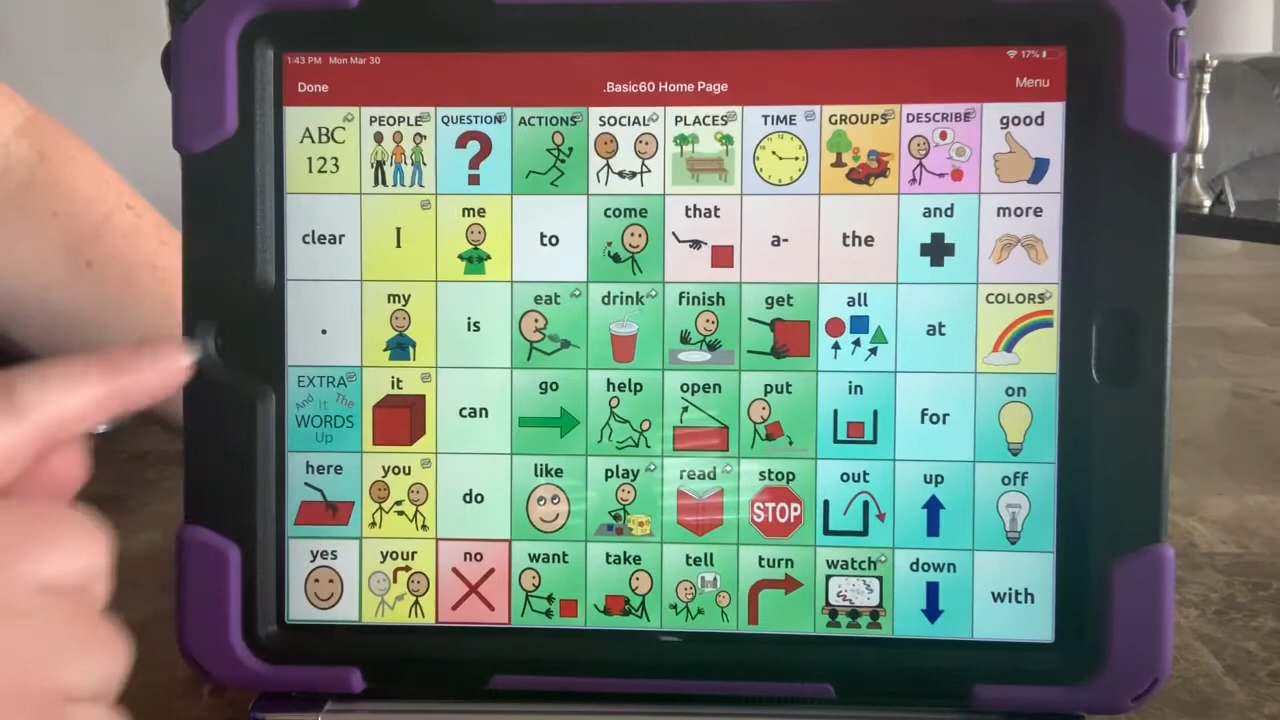 1:43 PM Mon Mar 30
17%
Done
.Basic60 Home Page
Menu
ABC
123
PEOPLE
QUESTION
ACTIONS
SOCIAL
PLACES
TIME
GROUPS
DESCRIBE
good
clear
I
me
to
come
that
a-
the
and
more
.
my
is
eat
drink
finish
get
all
at
COLORS
EXTRA
And It The
WORDS
Up
it
can
go
help
open
put
in
for
on
here
you
do
like
play
read
stop
STOP
out
up
off
yes
your
no
want
take
tell
turn
watch
down
with